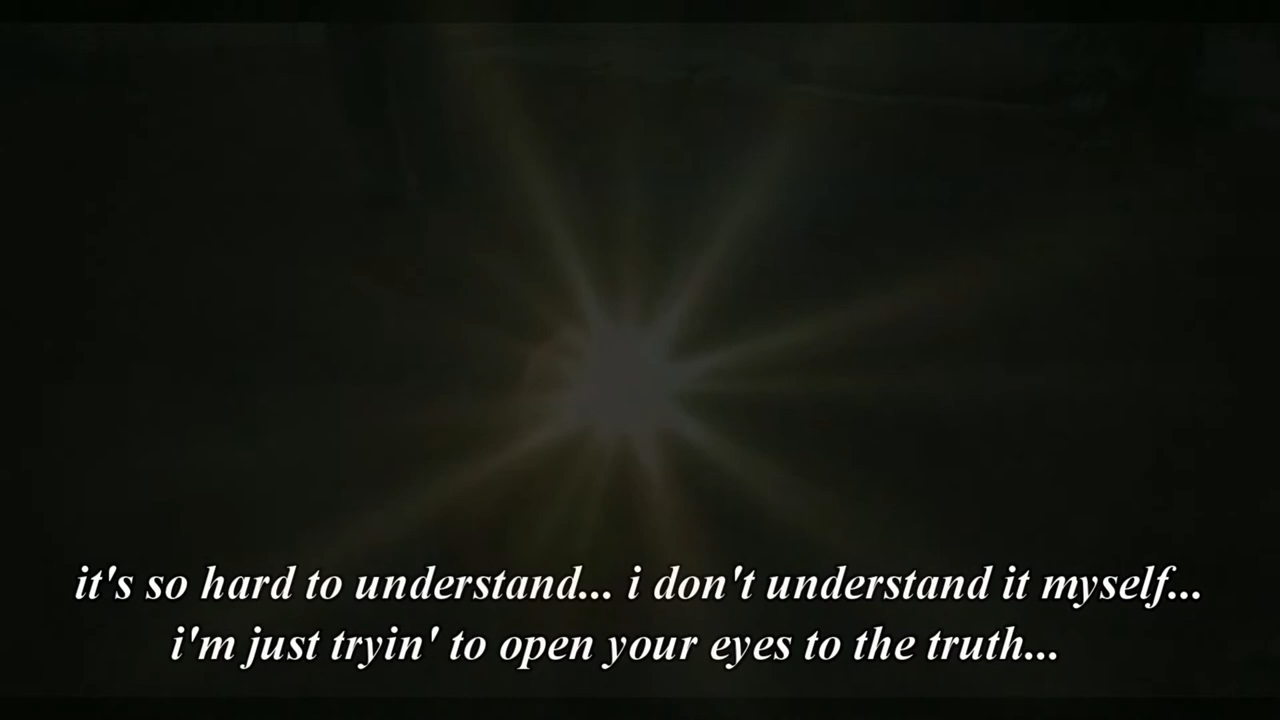 it's so hard to understand... i don't understand it myself...
i'm just tryin' to open your eyes to the truth...